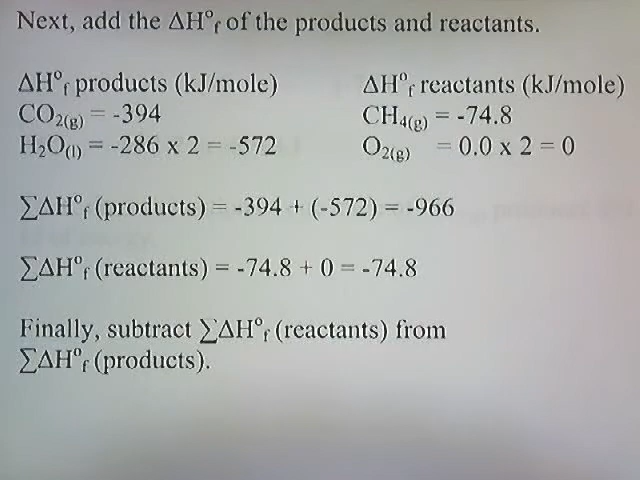 Next, add the ΔH°f of the products and reactants.
ΔH°f products (kJ/mole)
CO2(g) = -394
H2O(l) = -286 x 2 = -572
ΔH°f reactants (kJ/mole)
CH4(g) = -74.8
O2(g) = 0.0 x 2 = 0
∑ΔH°f (products) = -394 + (-572) = -966
∑ΔH°f (reactants) = -74.8 + 0 = -74.8
Finally, subtract ∑ΔH°f (reactants) from
∑ΔH°f (products).